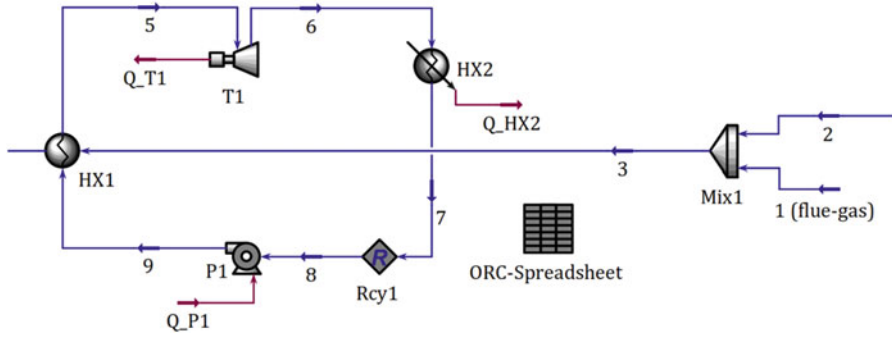 5
6
Q_T1
T1
HX2
Q_HX2
2
HX1
3
Mix1
1 (flue-gas)
7
9
P1
8
R
Rcy1
ORC-Spreadsheet
Q_P1